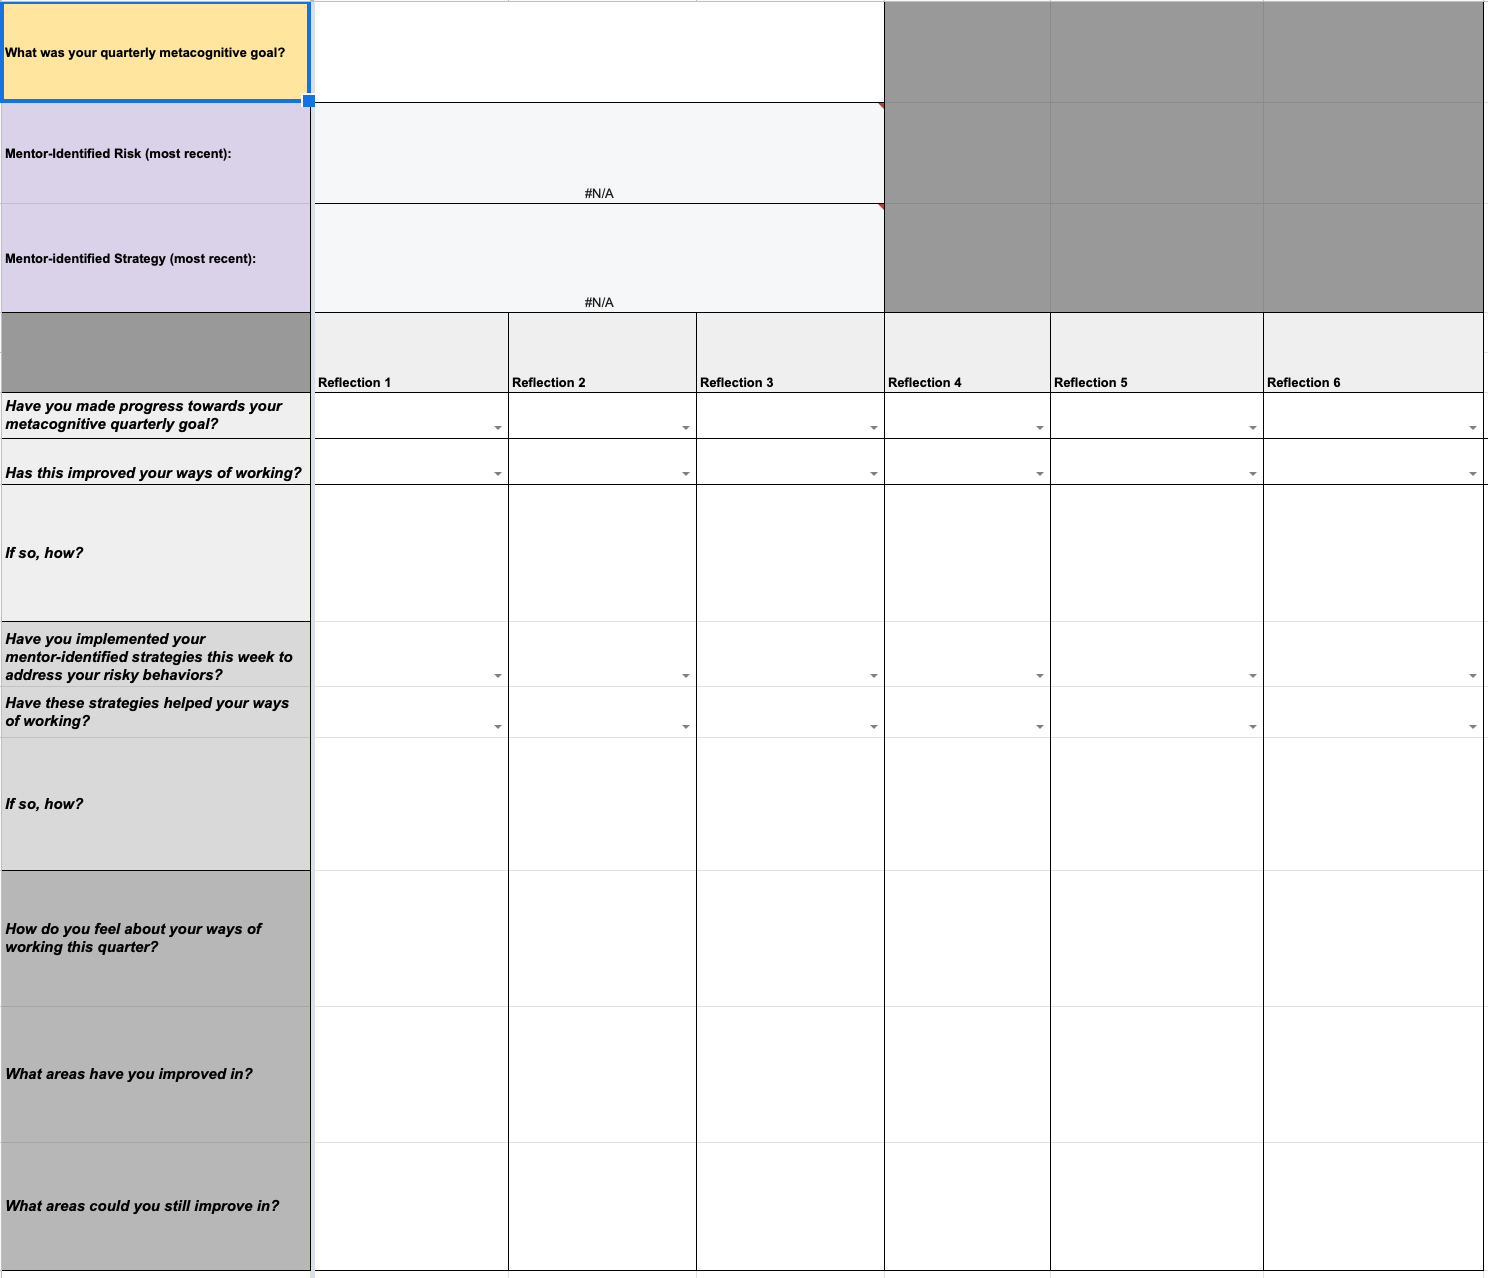 What was your quarterly metacognitive goal?
Mentor-Identified Risk (most recent):
#N/A
Mentor-identified Strategy (most recent):
#N/A
Reflection 1 Reflection 2 Reflection 3 Reflection 4 Reflection 5 Reflection 6
Have you made progress towards your
metacognitive quarterly goal?
Has this improved your ways of working?
If so, how?
Have you implemented your
mentor-identified strategies this week to
address your risky behaviors?
Have these strategies helped your ways
of working?
If so, how?
How do you feel about your ways of
working this quarter?
What areas have you improved in?
What areas could you still improve in?